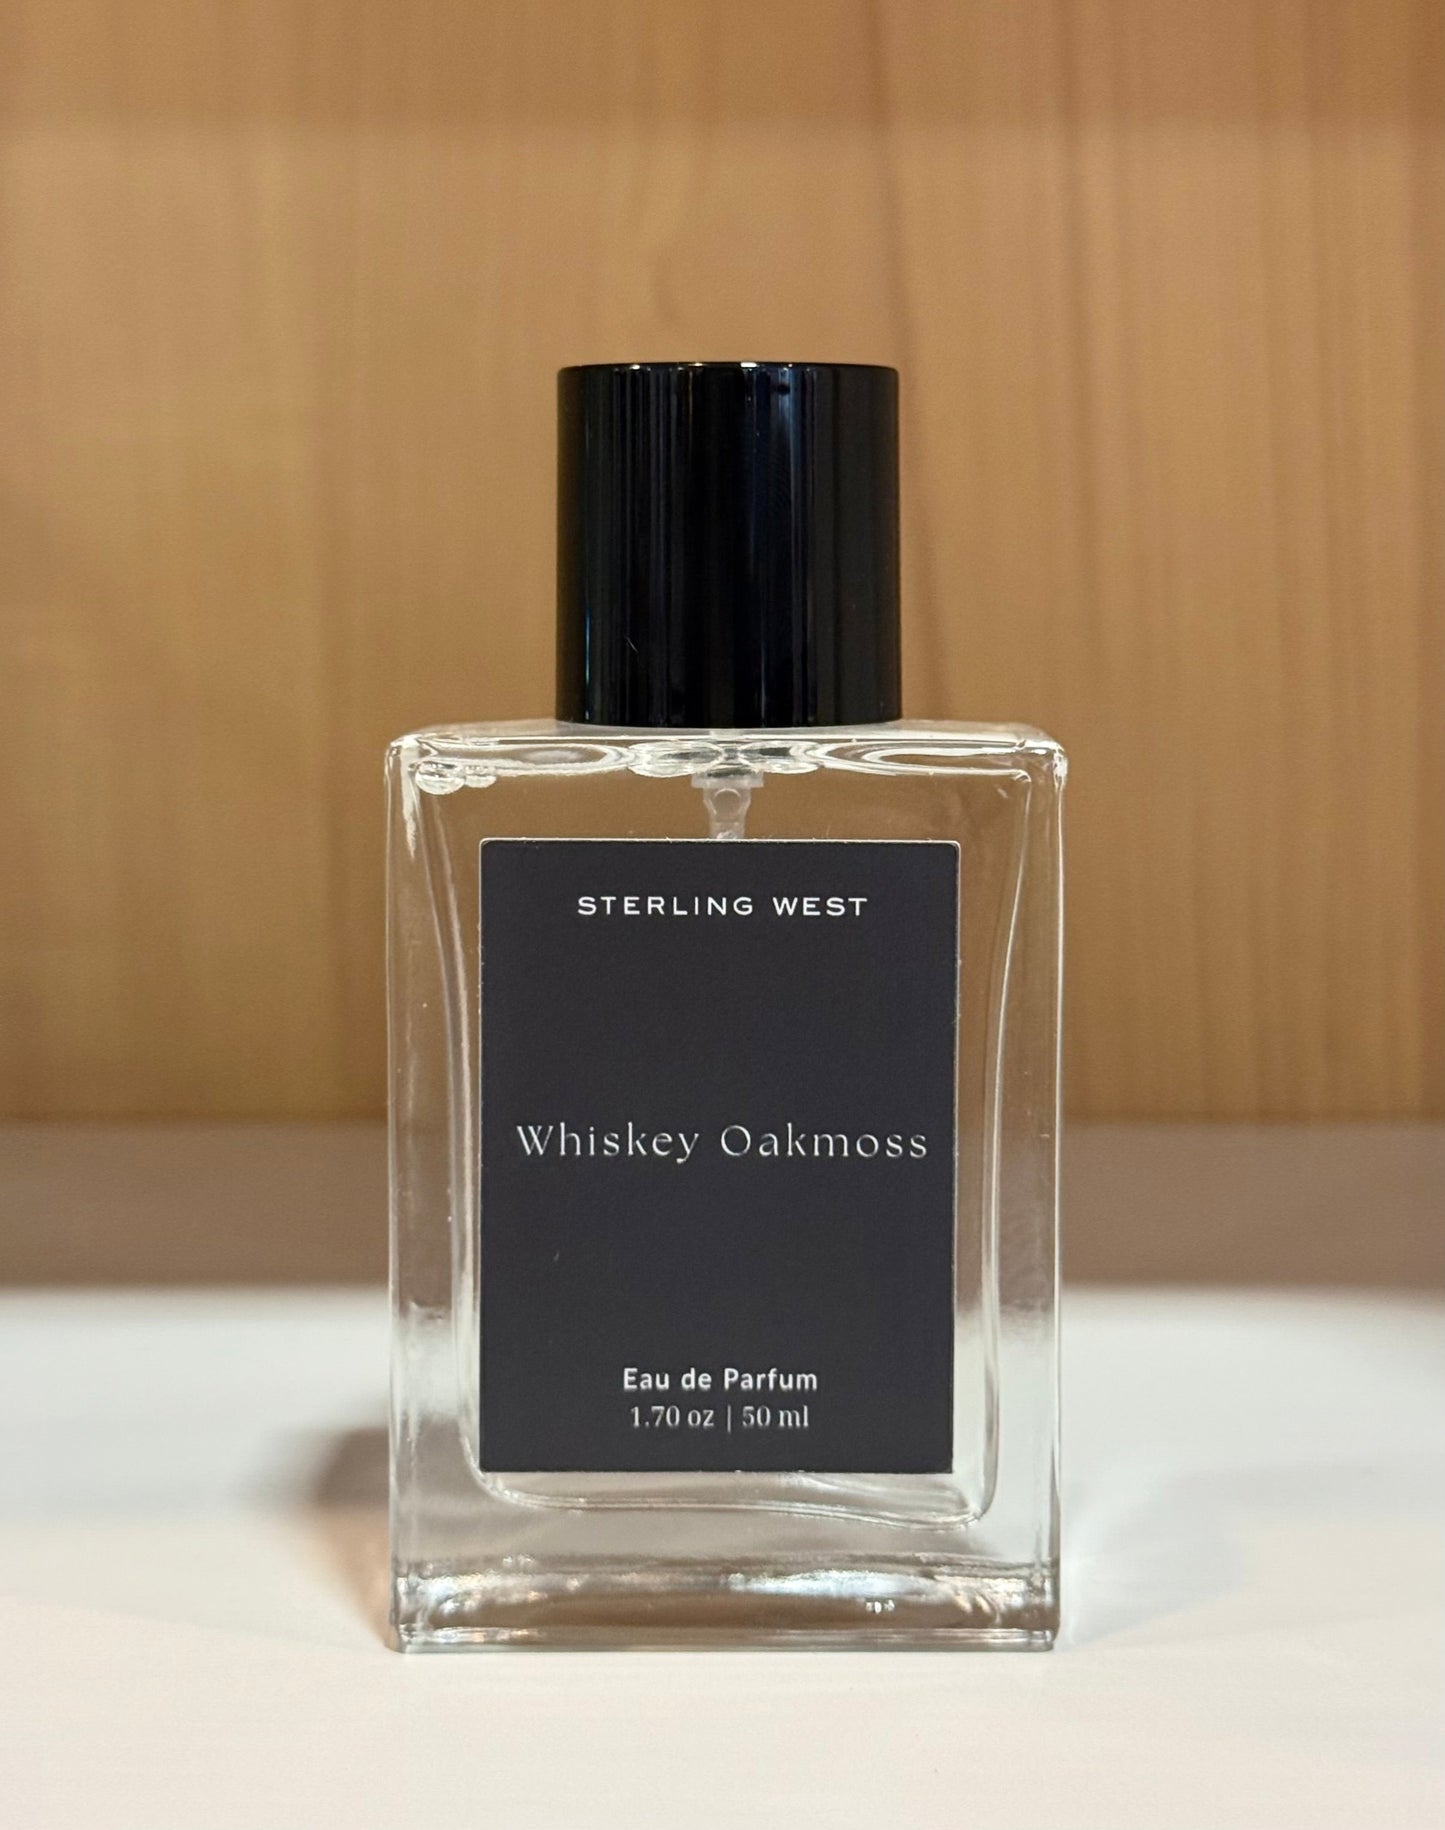 STERLING WEST
Whiskey Oakmoss
Eau de Parfum
1.70 oz | 50 ml